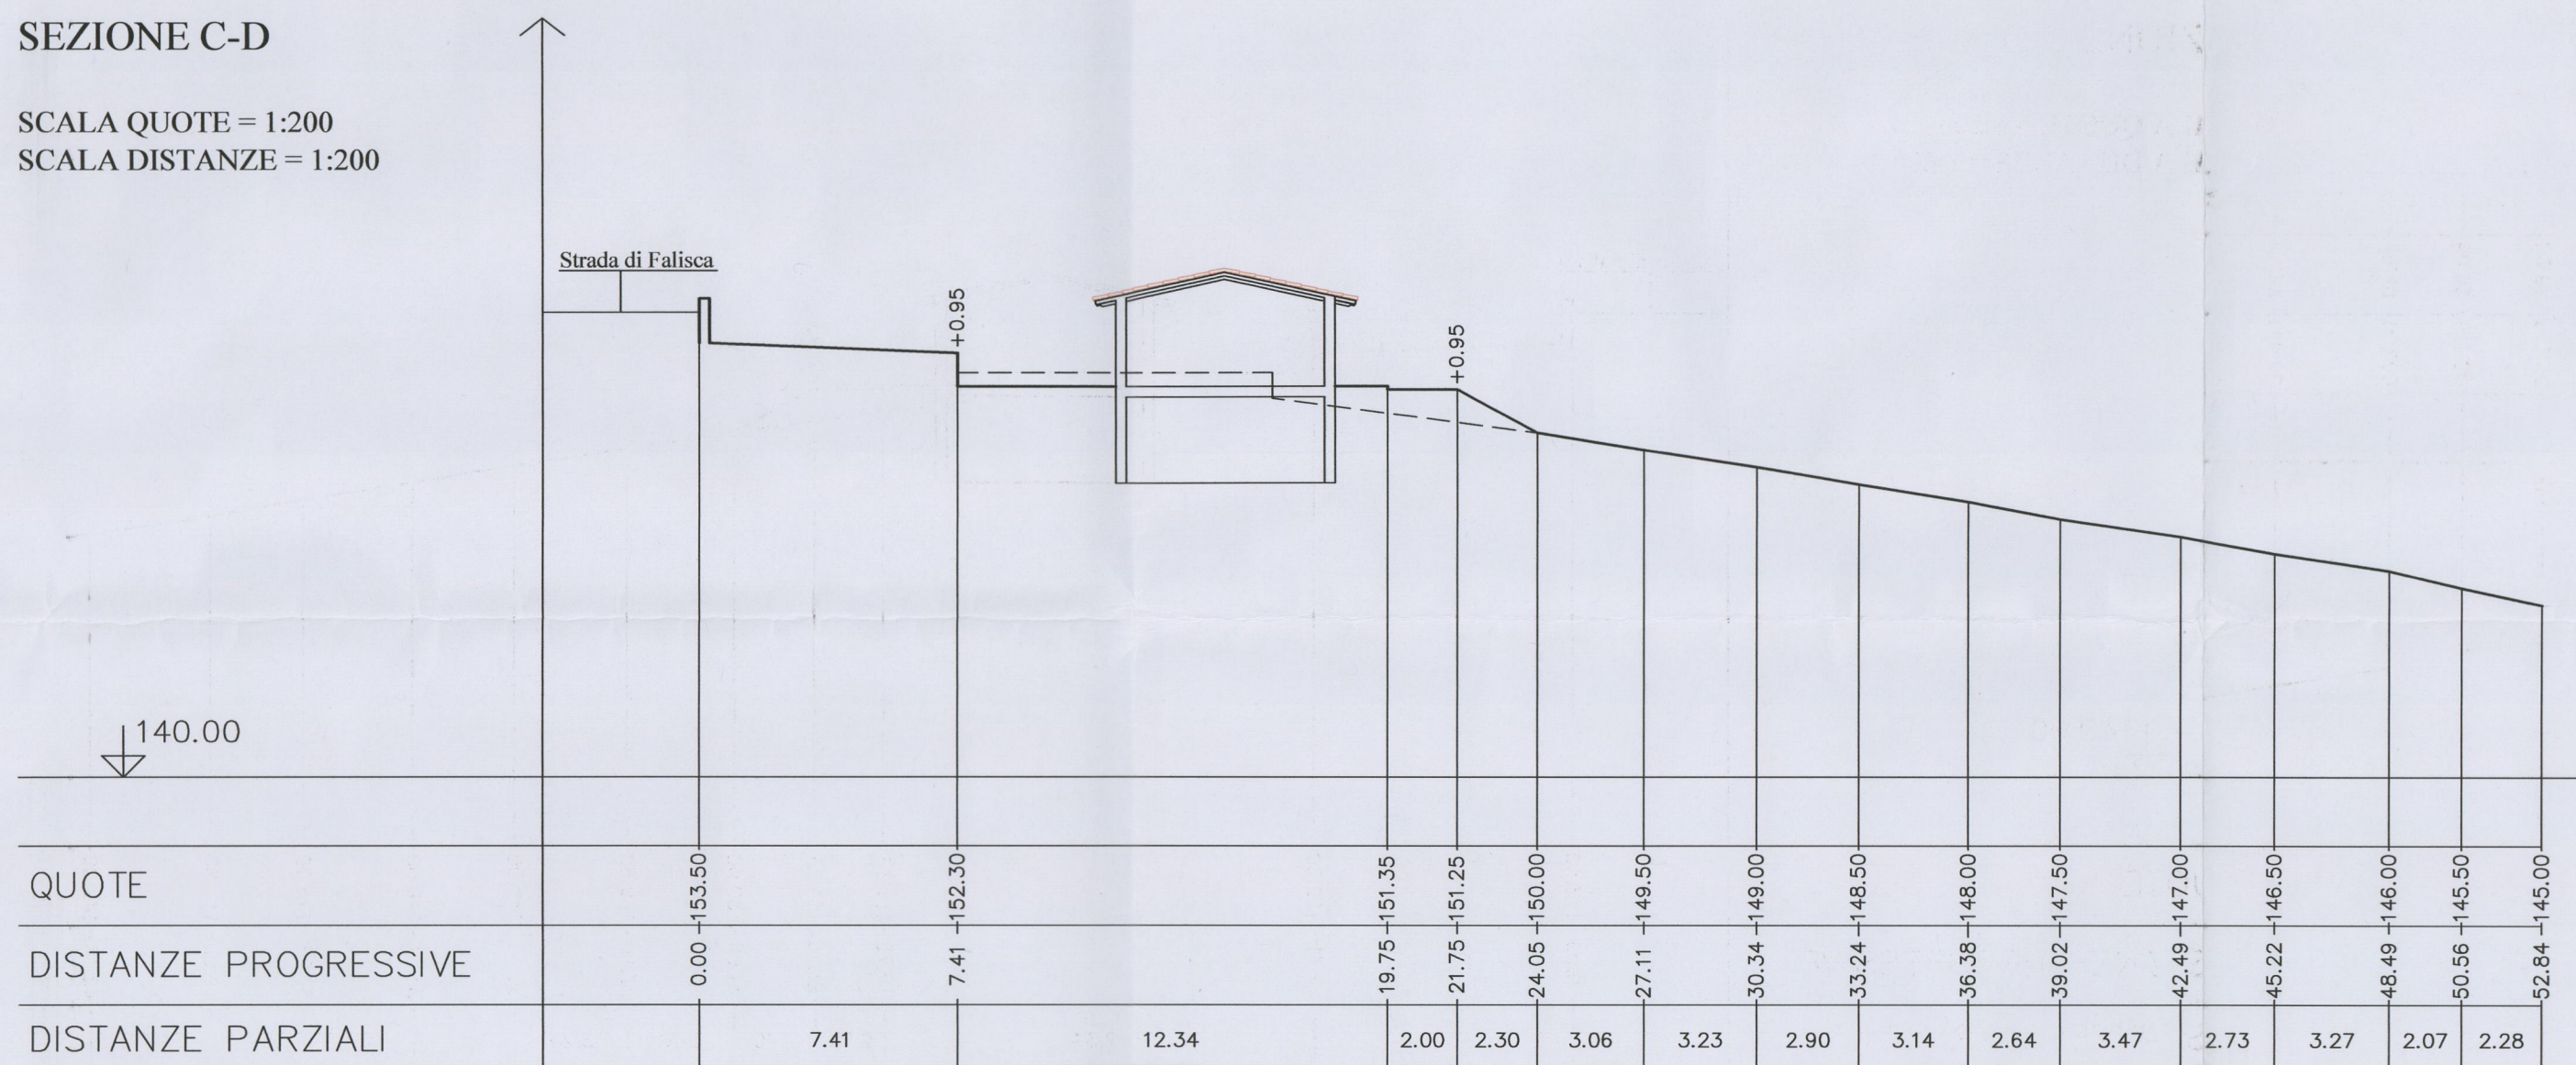 SEZIONE C-D
SCALA QUOTE = 1:200
SCALA DISTANZE = 1:200
Strada di Falisca
+0.95
+0.95
140.00
QUOTE 153.50 152.30 151.35 151.25 150.00 149.50 149.00 148.50 148.00 147.50 147.00 146.50 146.00 145.50 145.00
DISTANZE PROGRESSIVE 0.00 7.41 19.75 21.75 24.05 27.11 30.34 33.24 36.38 39.02 42.49 45.22 48.49 50.56 52.84
DISTANZE PARZIALI 7.41 12.34 2.00 2.30 3.06 3.23 2.90 3.14 2.64 3.47 2.73 3.27 2.07 2.28